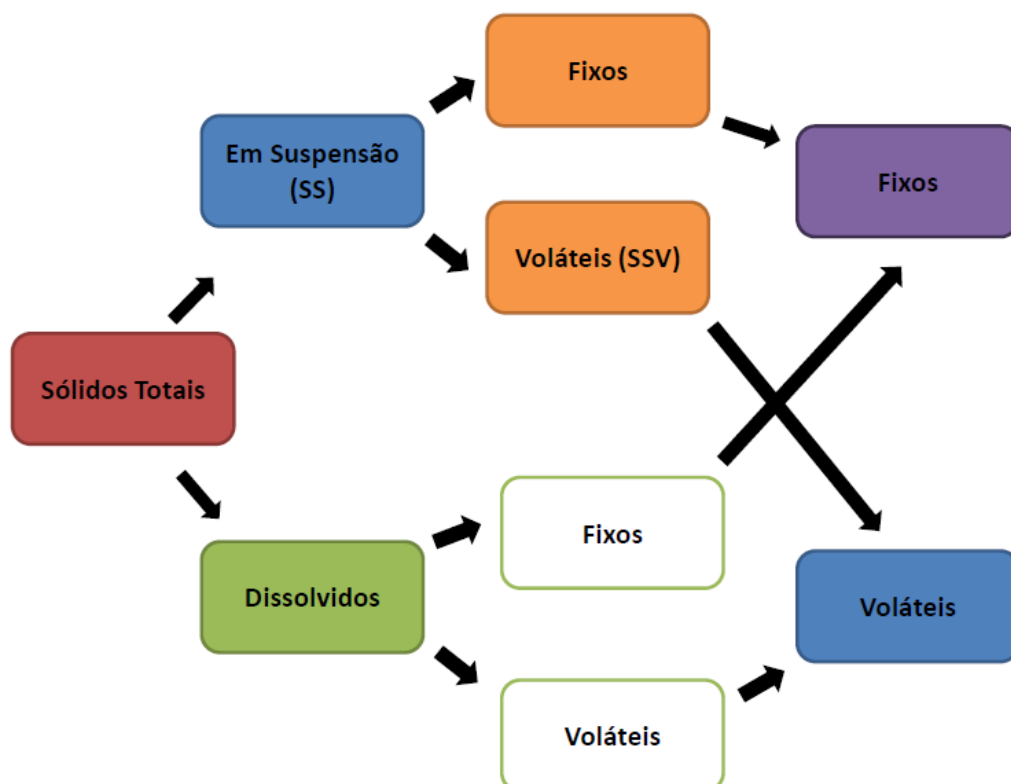 Fixos
Em Suspensão
(SS)
Fixos
Voláteis (SSV)
Sólidos Totais
Fixos
Dissolvidos
Voláteis
Voláteis